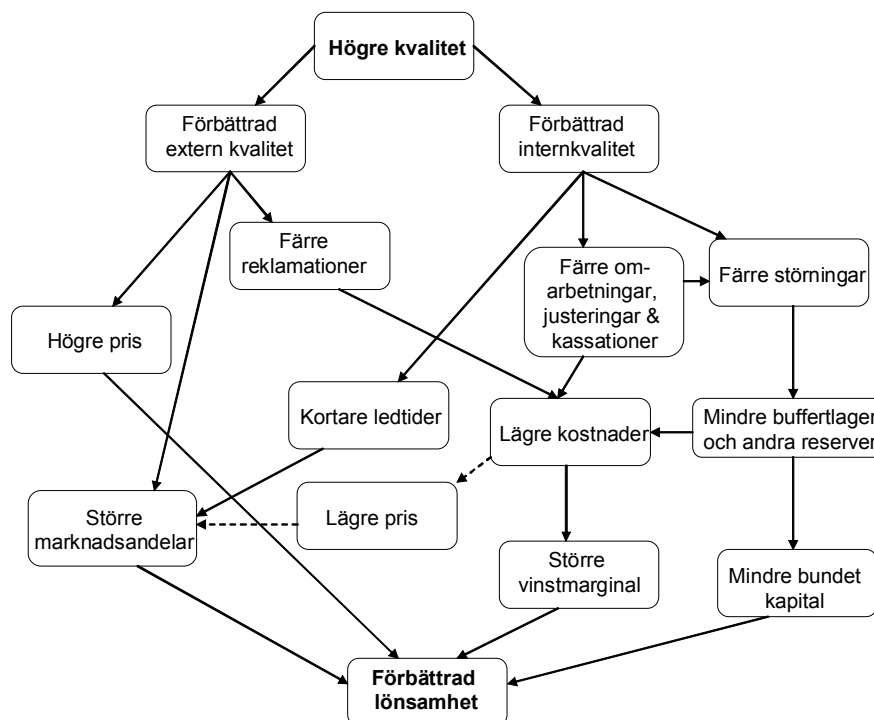 Högre kvalitet
Förbättrad
extern kvalitet
Förbättrad
internkvalitet
Färre
reklamationer
Färre om-
arbetningar,
justeringar &
kassationer
Färre störningar
Högre pris
Kortare ledtider
Lägre kostnader
Mindre buffertlager
och andra reserver
Större
marknadsandelar
Lägre pris
Större
vinstmarginal
Mindre bundet
kapital
Förbättrad
lönsamhet